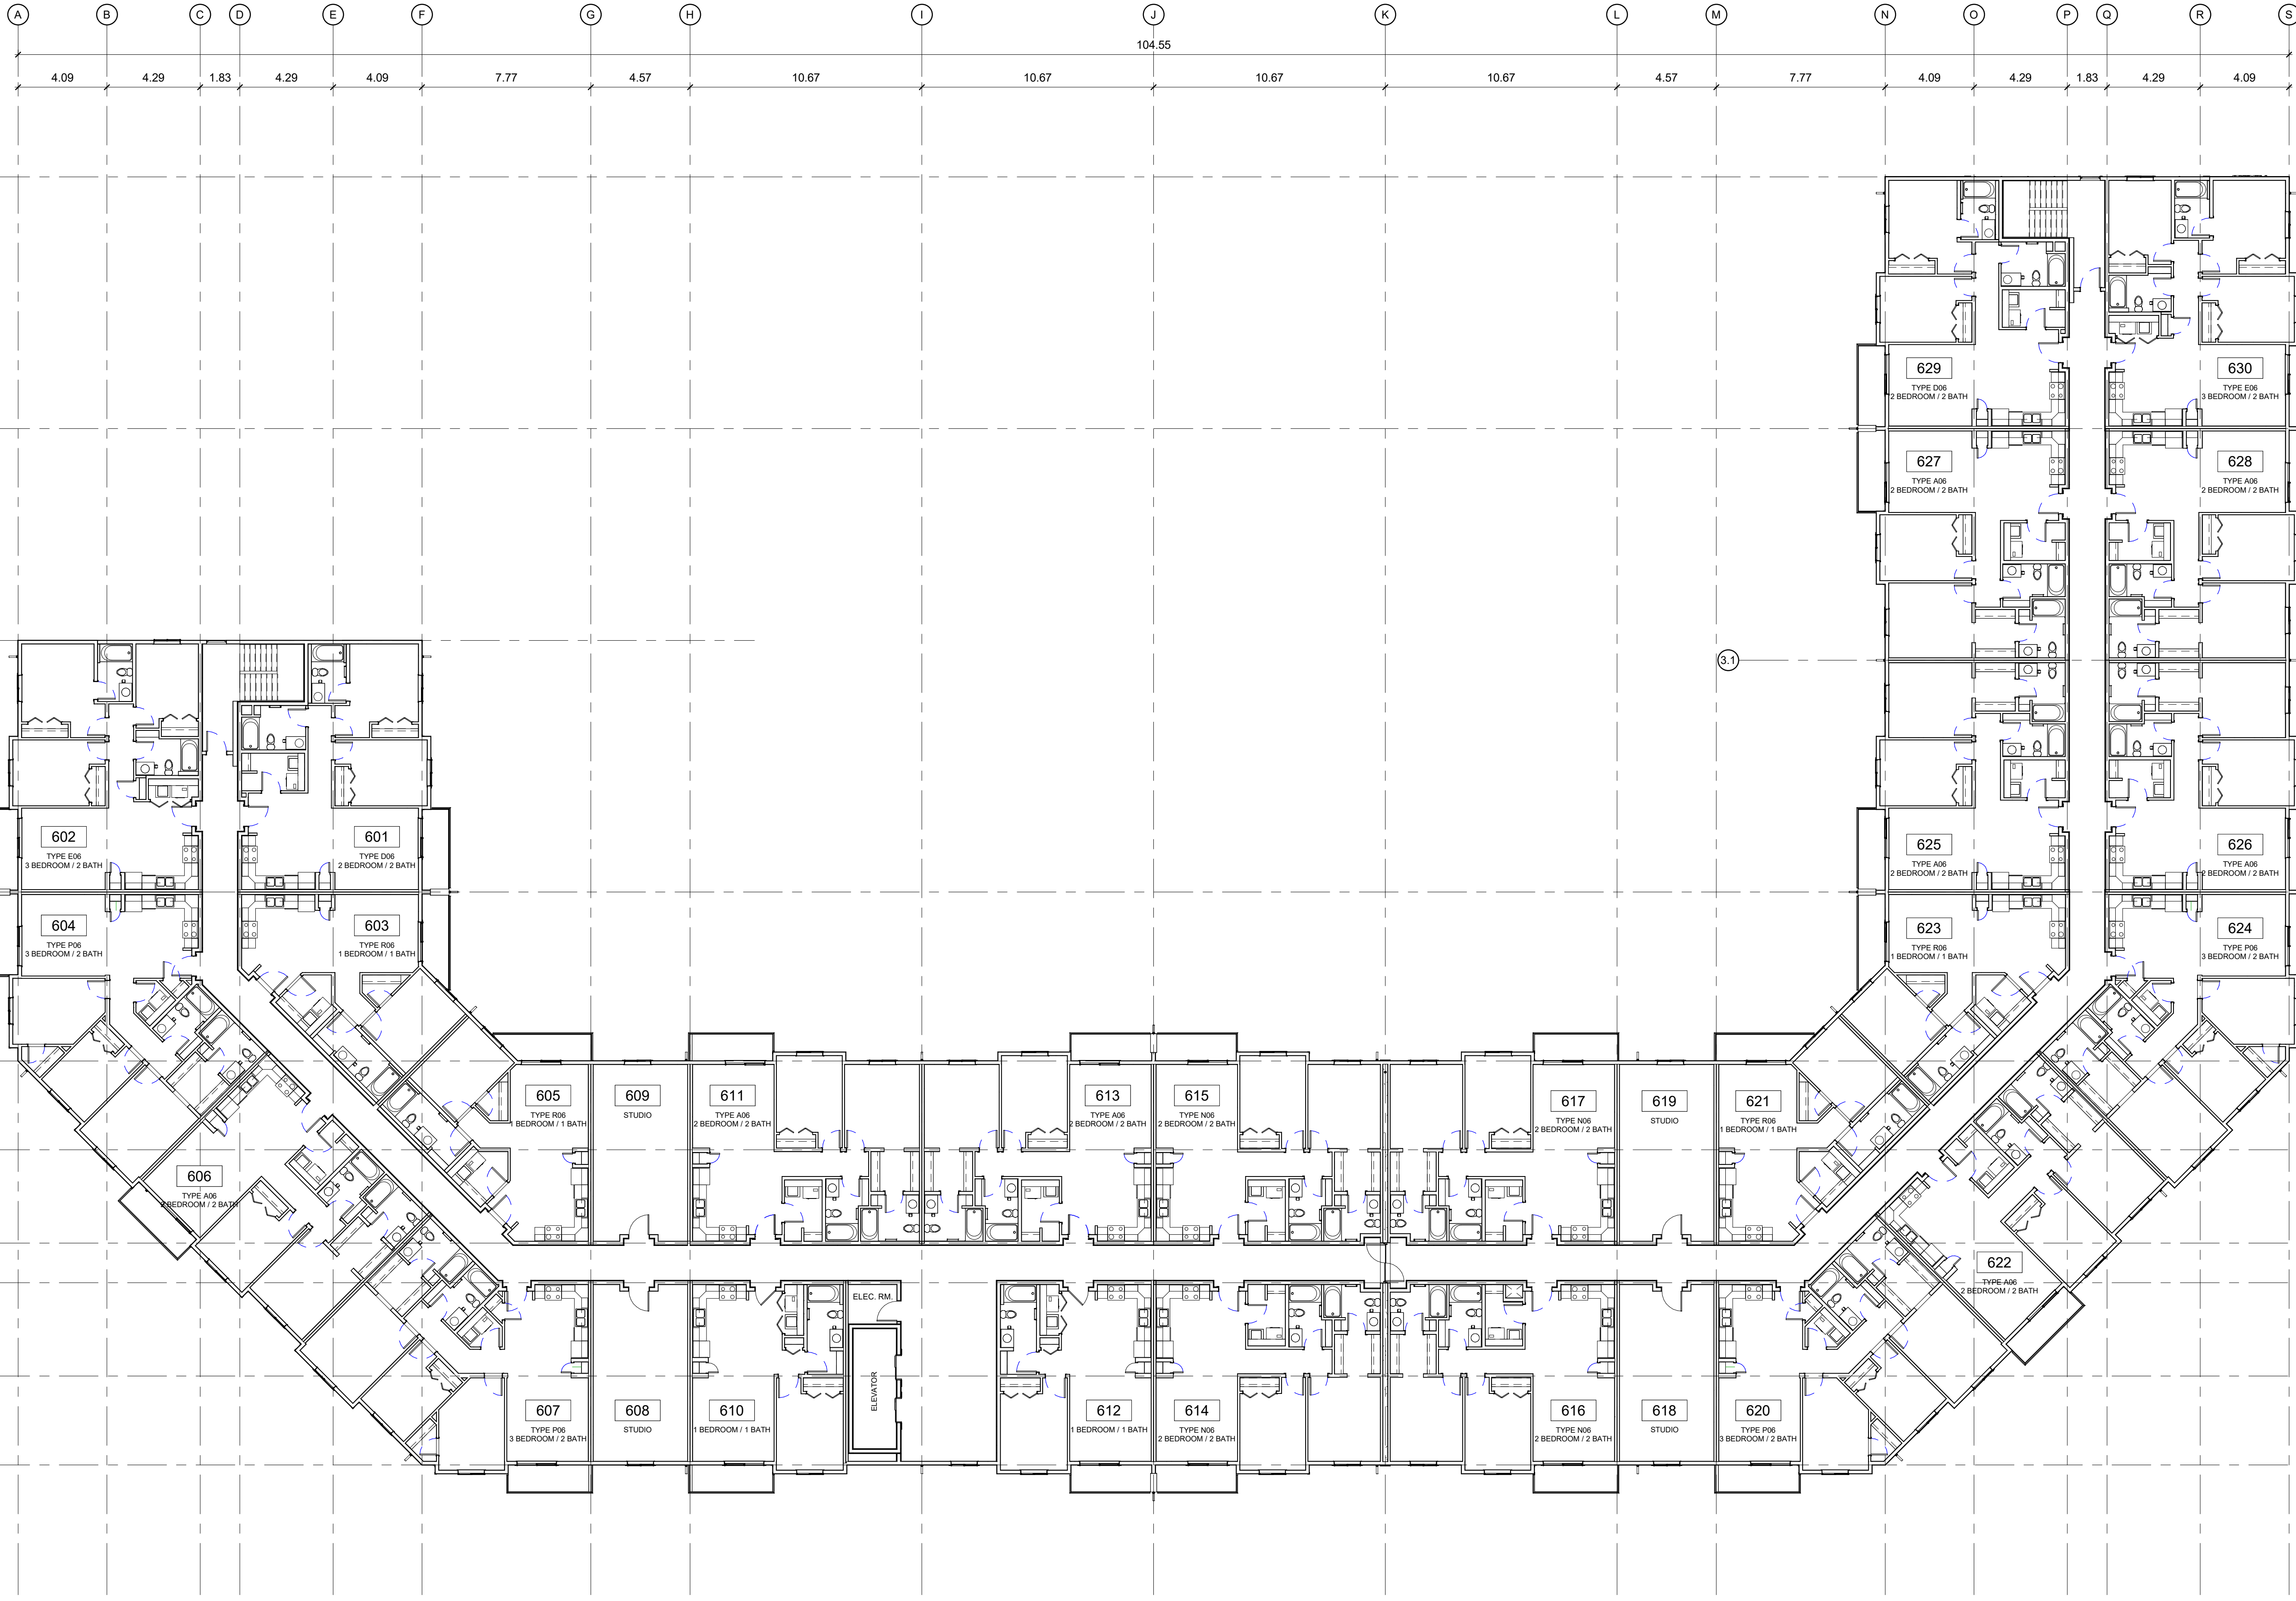 A B C D E F G H I J K L M N O P Q R S
104.55
4.09 4.29 1.83 4.29 4.09 7.77 4.57 10.67 10.67 10.67 10.67 4.57 7.77 4.09 4.29 1.83 4.29 4.09
629
TYPE D06
2 BEDROOM / 2 BATH
630
TYPE E06
3 BEDROOM / 2 BATH
627
TYPE A06
2 BEDROOM / 2 BATH
628
TYPE A06
2 BEDROOM / 2 BATH
3.1
602
TYPE E06
3 BEDROOM / 2 BATH
601
TYPE D06
2 BEDROOM / 2 BATH
625
TYPE A06
2 BEDROOM / 2 BATH
626
TYPE A06
2 BEDROOM / 2 BATH
604
TYPE P06
3 BEDROOM / 2 BATH
603
TYPE R06
1 BEDROOM / 1 BATH
623
TYPE R06
1 BEDROOM / 1 BATH
624
TYPE P06
3 BEDROOM / 2 BATH
605
TYPE R06
1 BEDROOM / 1 BATH
609
STUDIO
611
TYPE A06
2 BEDROOM / 2 BATH
613
TYPE A06
2 BEDROOM / 2 BATH
615
TYPE N06
2 BEDROOM / 2 BATH
617
TYPE N06
2 BEDROOM / 2 BATH
619
STUDIO
621
TYPE R06
1 BEDROOM / 1 BATH
606
TYPE A06
2 BEDROOM / 2 BATH
622
TYPE A06
2 BEDROOM / 2 BATH
ELEC. RM.
ELEVATOR
607
TYPE P06
3 BEDROOM / 2 BATH
608
STUDIO
610
1 BEDROOM / 1 BATH
612
1 BEDROOM / 1 BATH
614
TYPE N06
2 BEDROOM / 2 BATH
616
TYPE N06
2 BEDROOM / 2 BATH
618
STUDIO
620
TYPE P06
3 BEDROOM / 2 BATH